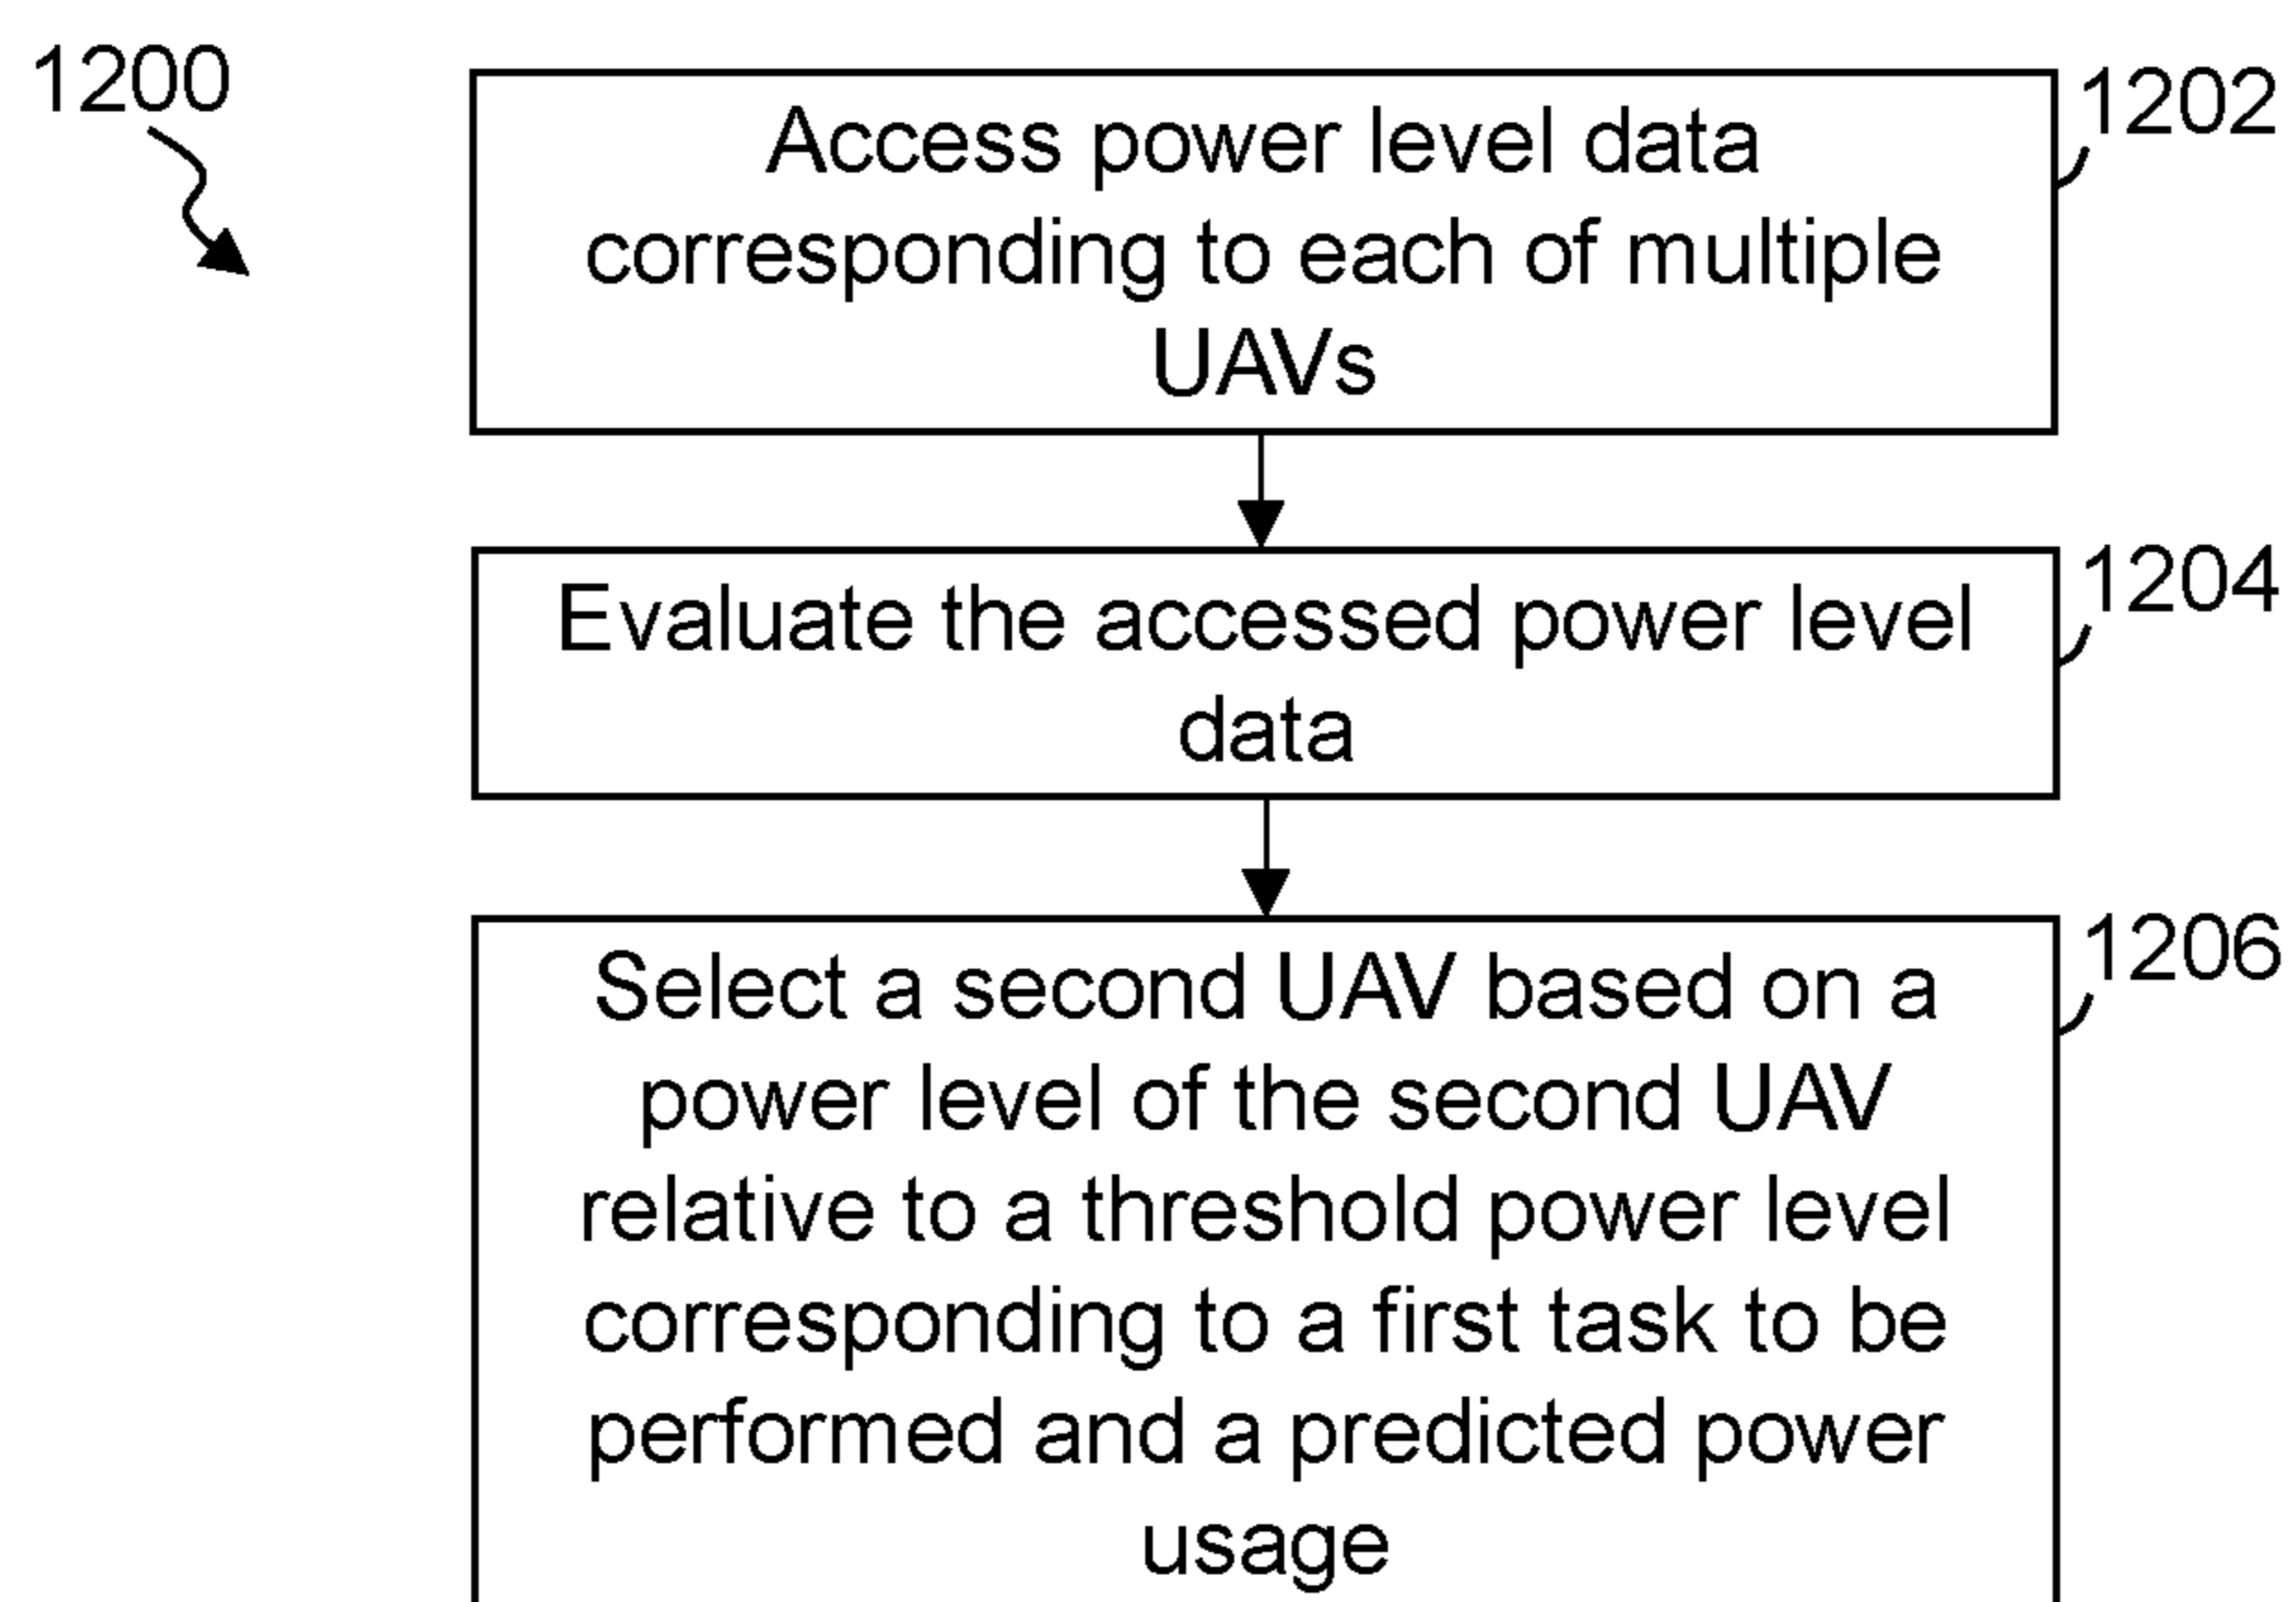 1200
1202
Access power level data
corresponding to each of multiple
UAVs
1204
Evaluate the accessed power level
data
1206
Select a second UAV based on a
power level of the second UAV
relative to a threshold power level
corresponding to a first task to be
performed and a predicted power
usage